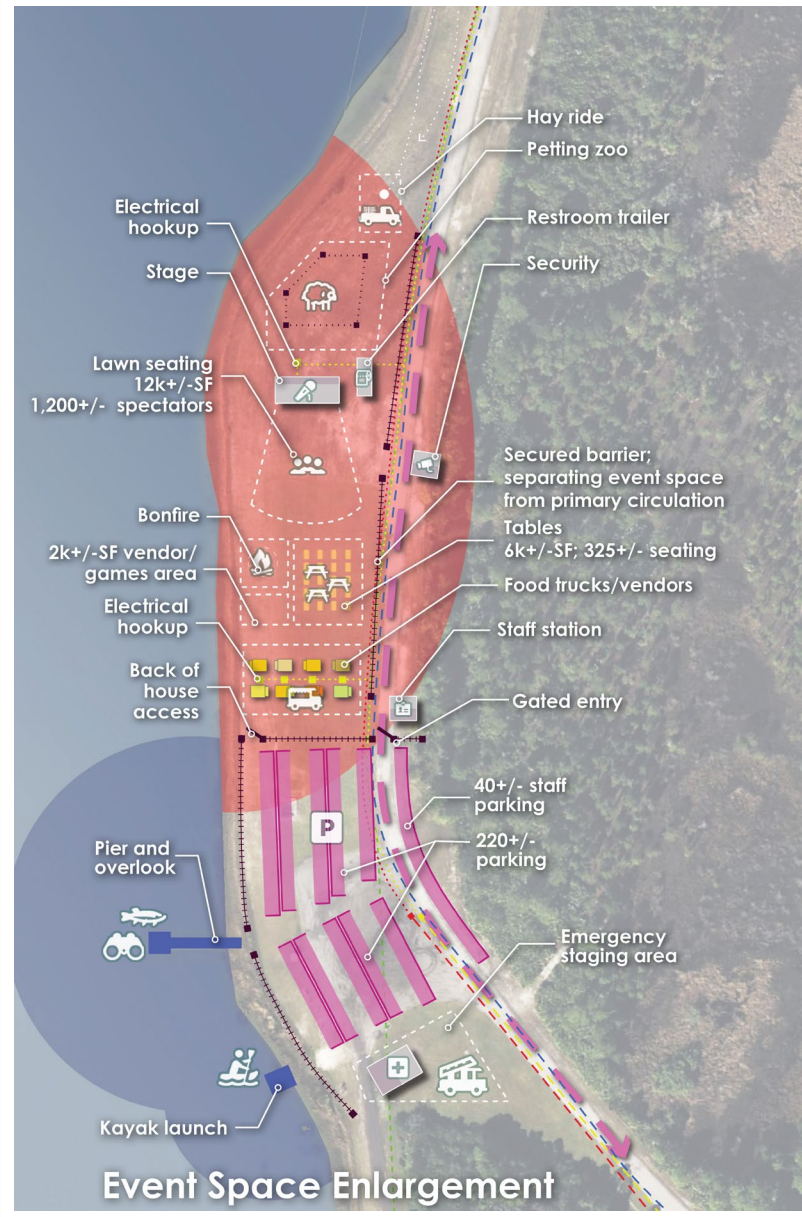 Hay ride
Petting zoo
Electrical
hookup
Restroom trailer
Stage
Security
Lawn seating
12k+/-SF
1,200+/- spectators
Secured barrier;
separating event space
from primary circulation
Bonfire
Tables
6k+/-SF; 325+/- seating
2k+/-SF vendor/
games area
Food trucks/vendors
Electrical
hookup
Staff station
Back of
house
access
Gated entry
40+/- staff
parking
P
220+/-
parking
Pier and
overlook
Emergency
staging area
Kayak launch
Event Space Enlargement